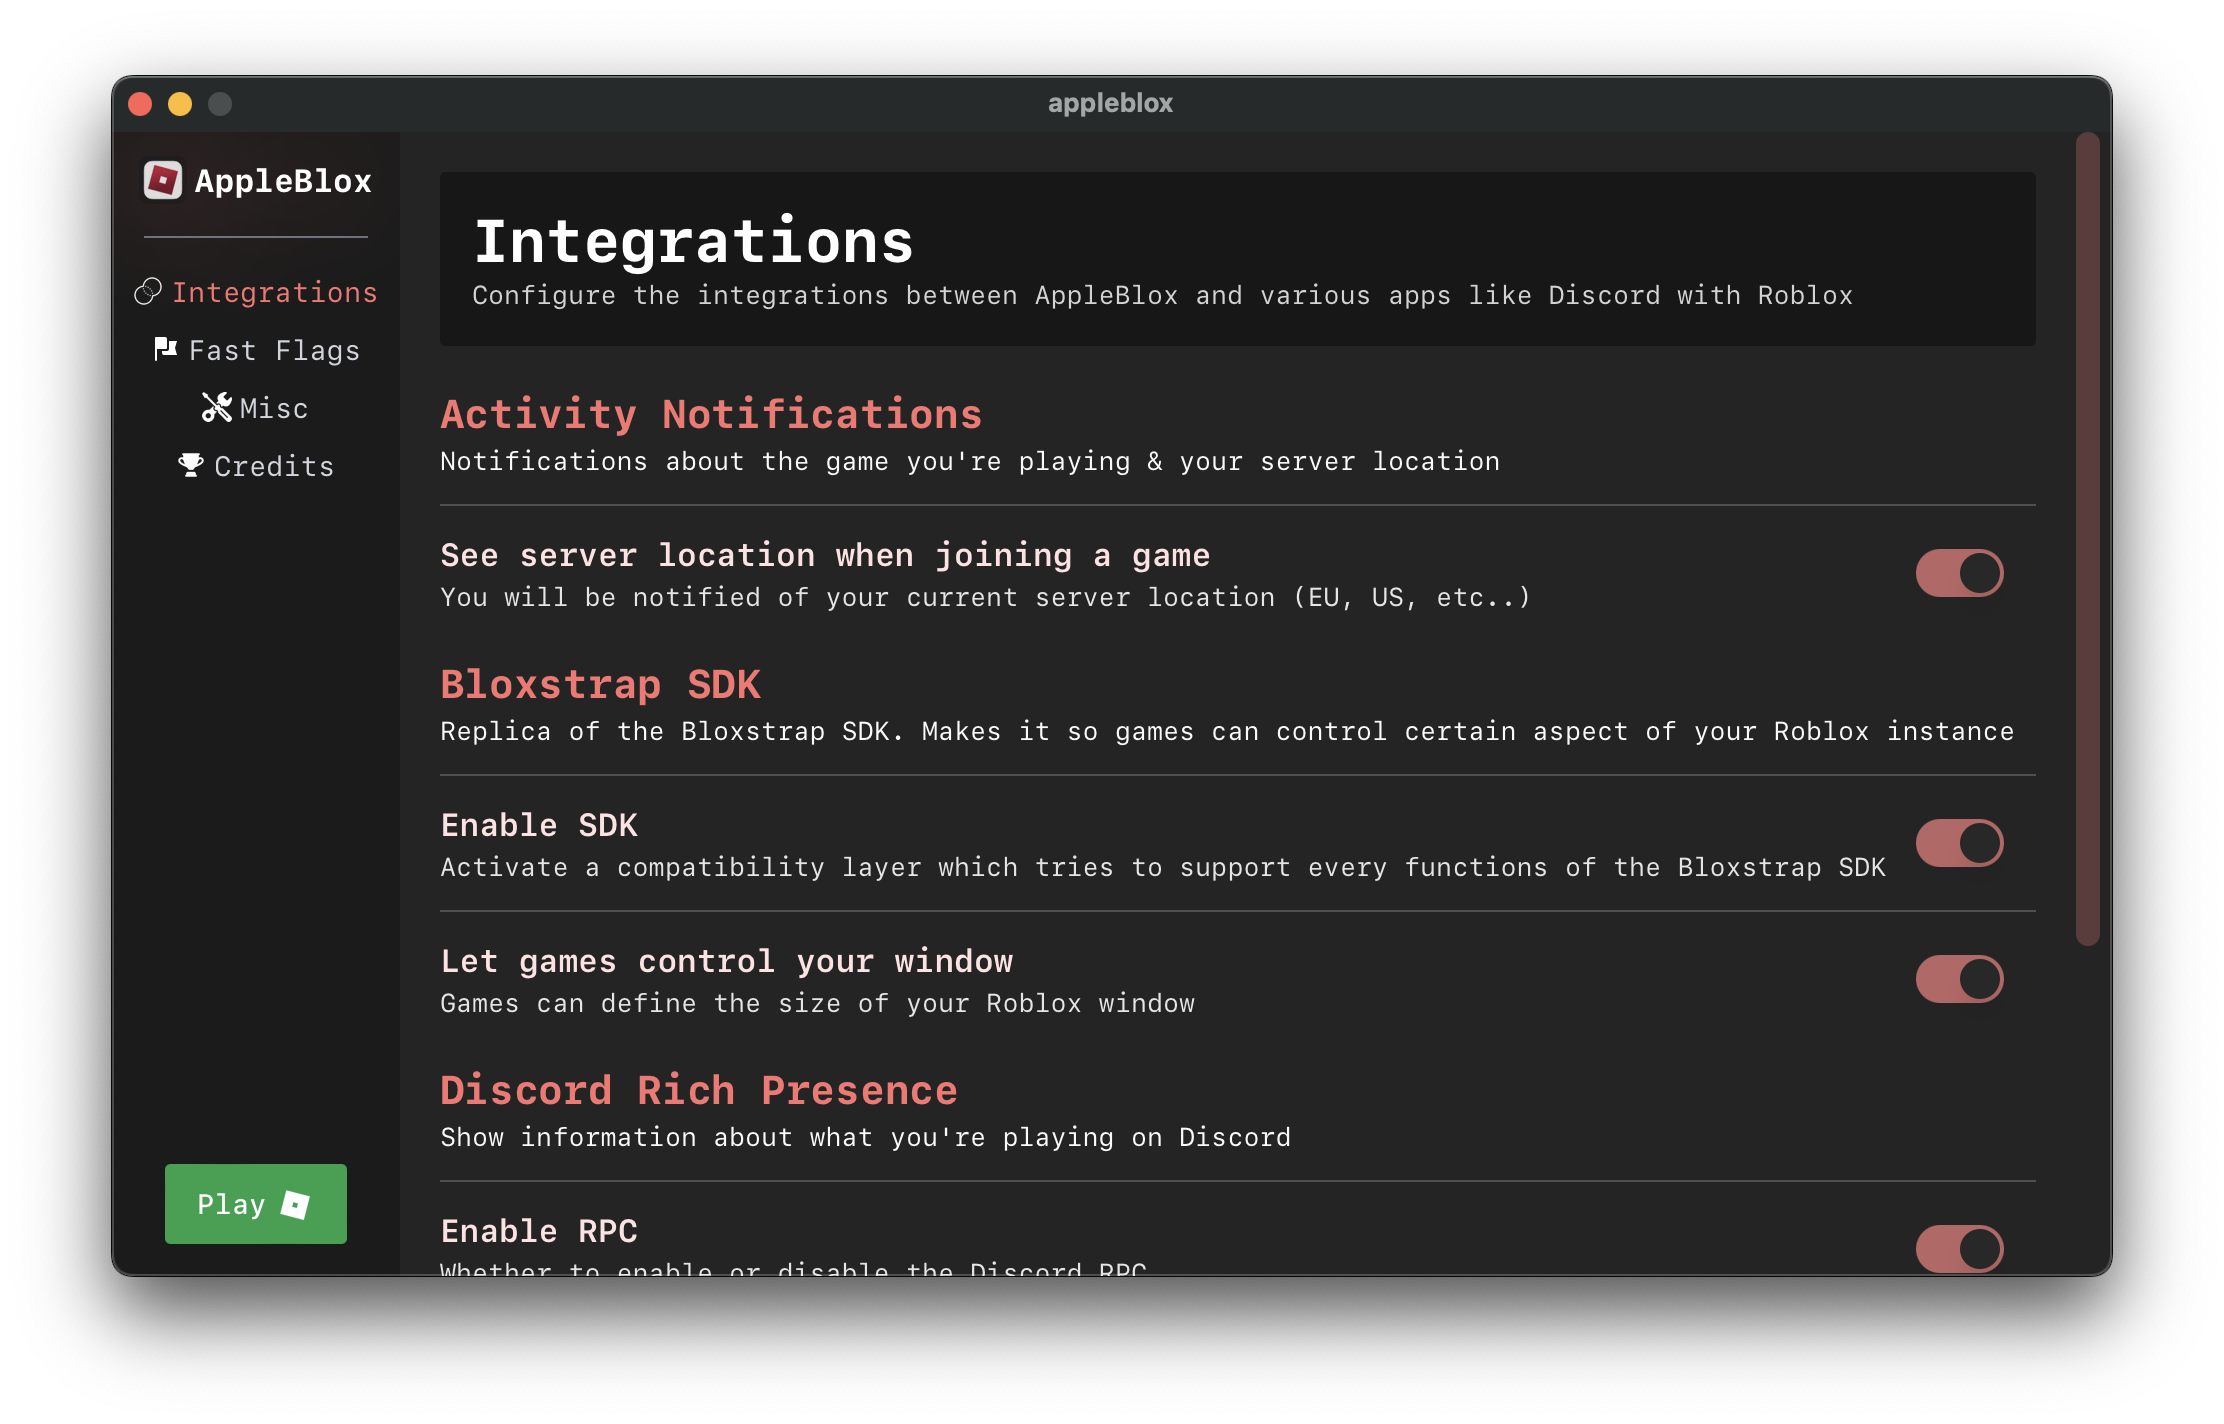 appleblox
AppleBlox
Integrations
Fast Flags
Misc
Credits
Play
Integrations
Configure the integrations between AppleBlox and various apps like Discord with Roblox
Activity Notifications
Notifications about the game you're playing & your server location
See server location when joining a game
You will be notified of your current server location (EU, US, etc..)
Bloxstrap SDK
Replica of the Bloxstrap SDK. Makes it so games can control certain aspect of your Roblox instance
Enable SDK
Activate a compatibility layer which tries to support every functions of the Bloxstrap SDK
Let games control your window
Games can define the size of your Roblox window
Discord Rich Presence
Show information about what you're playing on Discord
Enable RPC
Whether to enable or disable the Discord RPC